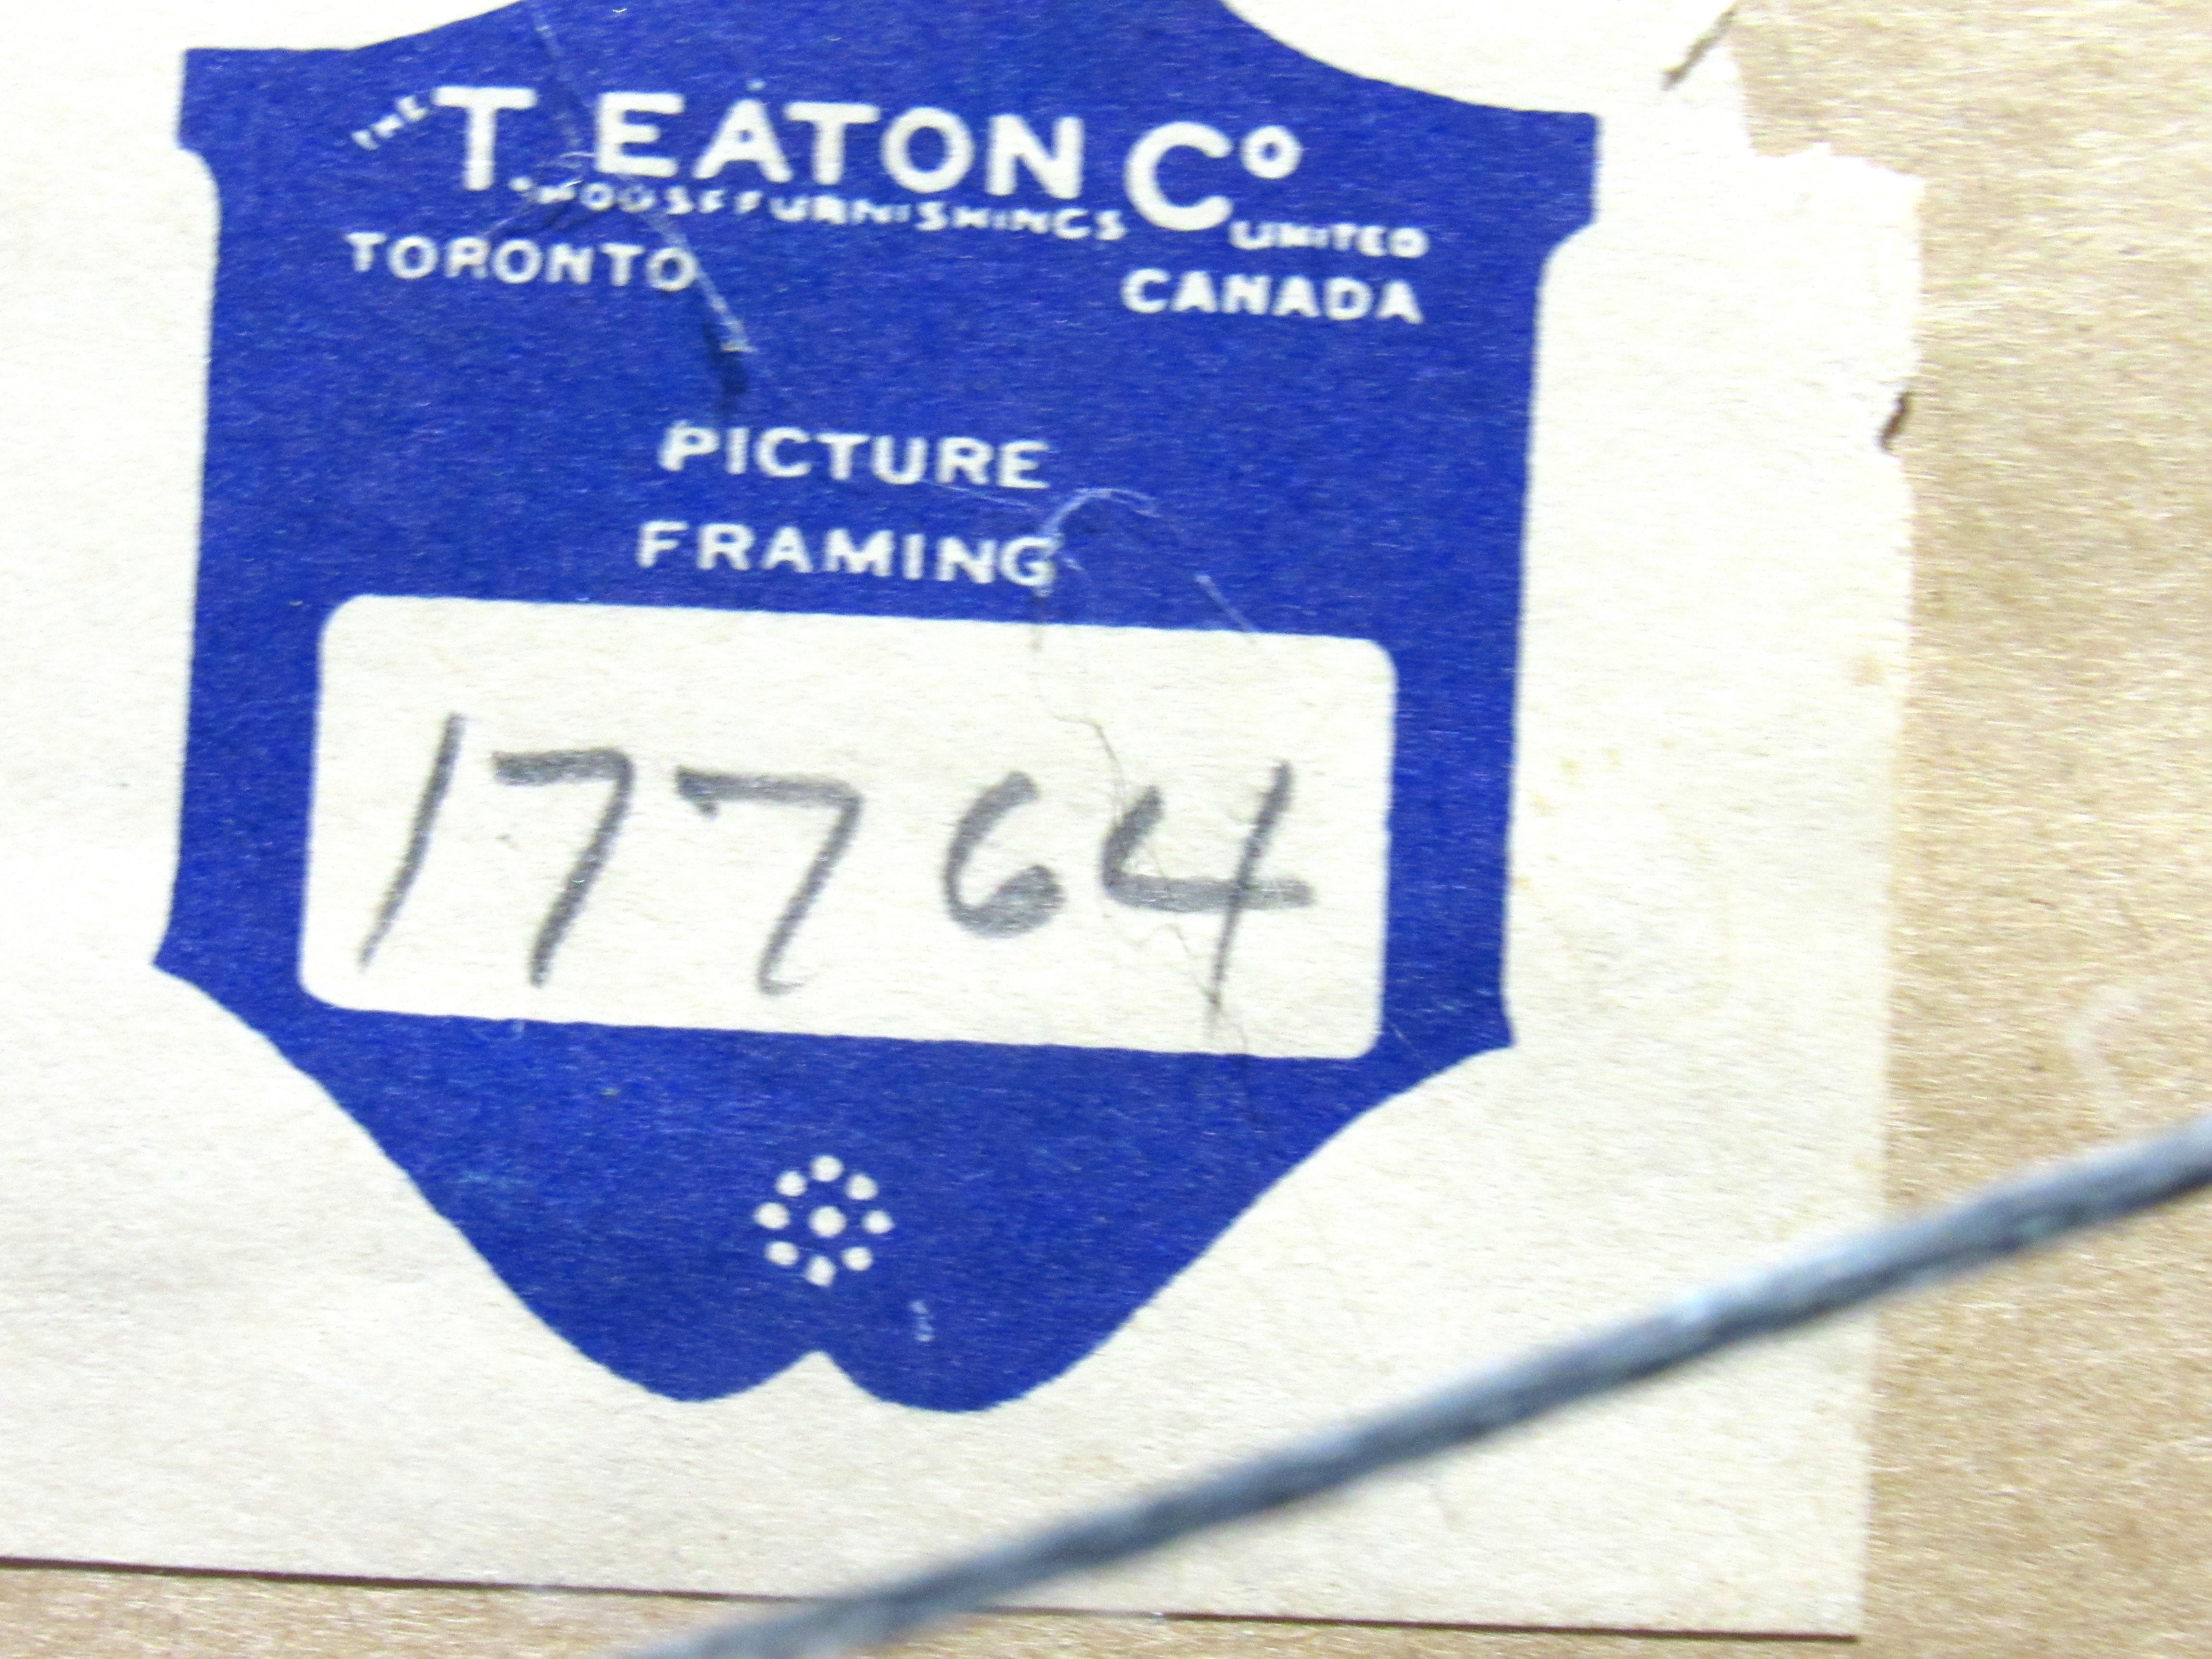 THE T. EATON Co LIMITED
HOUSEFURNISHINGS
TORONTO CANADA
PICTURE
FRAMING
17764